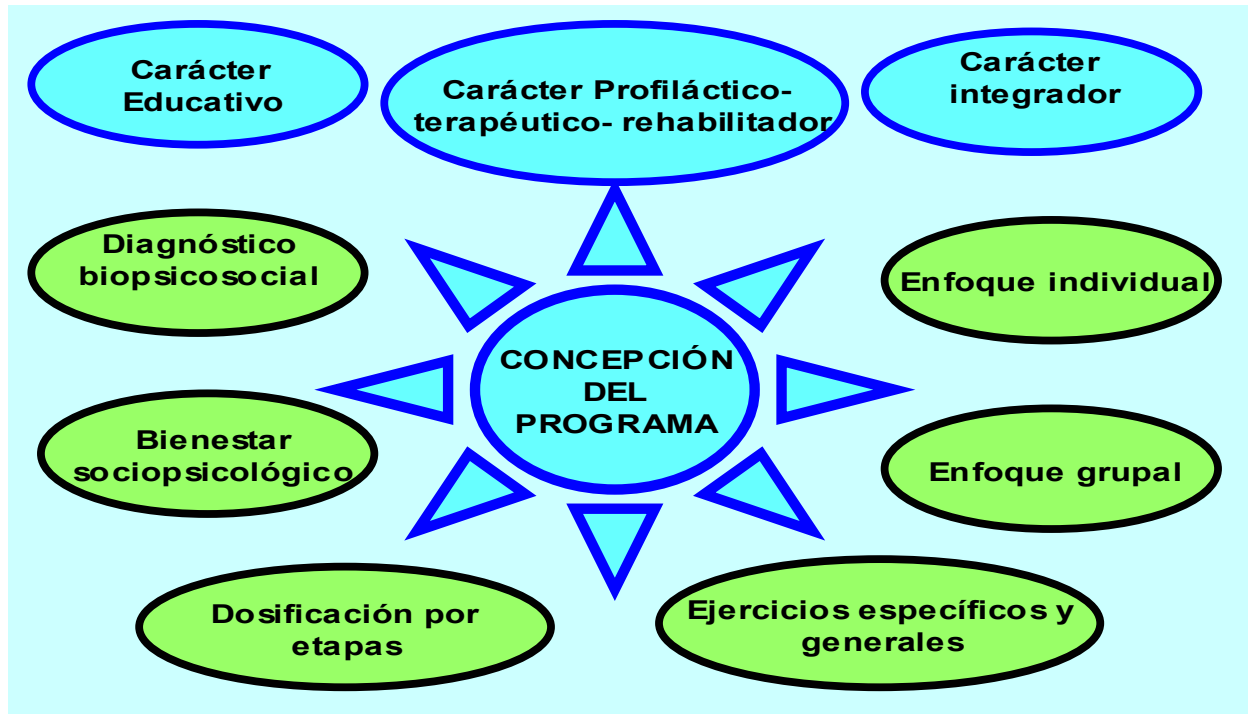 Carácter
Educativo
Carácter Profiláctico-
terapéutico- rehabilitador
Carácter
integrador
Diagnóstico
biopsicosocial
Enfoque individual
CONCEPCIÓN
DEL
PROGRAMA
Bienestar
sociopsicológico
Enfoque grupal
Dosificación por
etapas
Ejercicios específicos y
generales